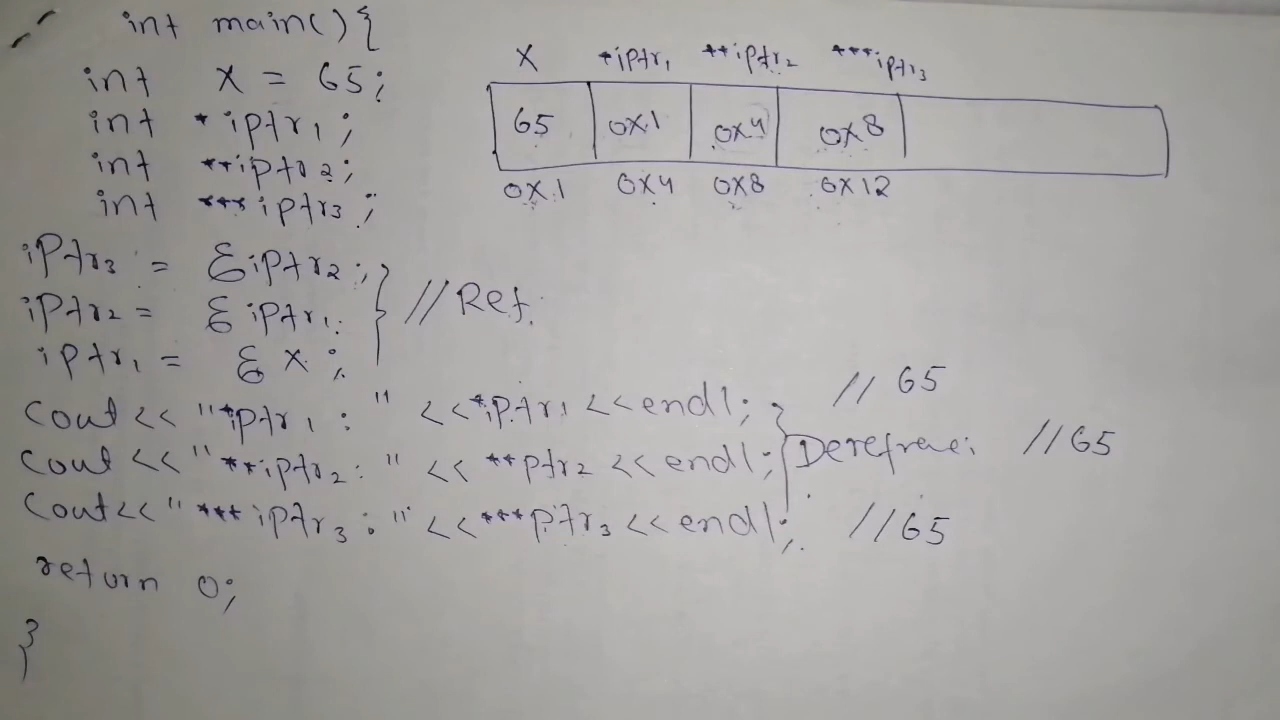 int main(){
int x = 65;
int *iptr1;
int **iptr2;
int ***iptr3;
iptr3 = &iptr2;
iptr2 = &iptr1;
iptr1 = &x;
} // Ref.
cout<< "*iptr1: " <<*iptr1 <<endl; // 65
cout<< "**iptr2: " << **ptr2 <<endl; } Derefrene: // 65
cout<< "***iptr3: " <<***ptr3 <<endl; // 65
return 0;
}
x *iptr1 **iptr2 ***iptr3
65 0x1 0x4 0x8
0x1 0x4 0x8 0x12